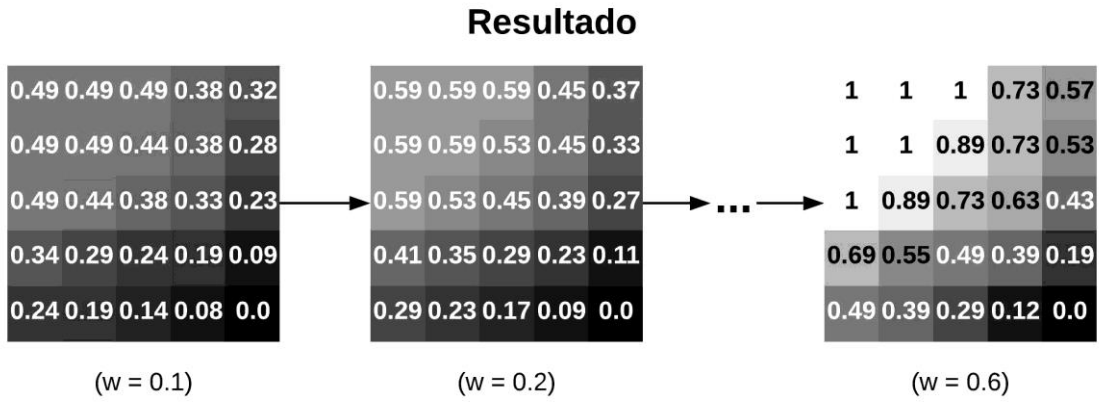 Resultado
0.49 0.49 0.49 0.38 0.32
0.49 0.49 0.44 0.38 0.28
0.49 0.44 0.38 0.33 0.23
0.34 0.29 0.24 0.19 0.09
0.24 0.19 0.14 0.08 0.0
(w = 0.1)
0.59 0.59 0.59 0.45 0.37
0.59 0.59 0.53 0.45 0.33
0.59 0.53 0.45 0.39 0.27
0.41 0.35 0.29 0.23 0.11
0.29 0.23 0.17 0.09 0.0
(w = 0.2)
...
1 1 1 0.73 0.57
1 1 0.89 0.73 0.53
1 0.89 0.73 0.63 0.43
0.69 0.55 0.49 0.39 0.19
0.49 0.39 0.29 0.12 0.0
(w = 0.6)